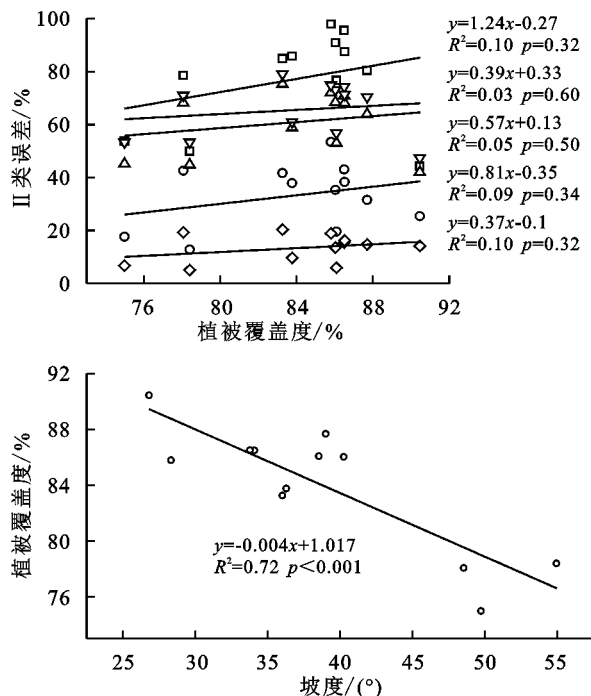 100
80
60
40
20
0
II类误差/%
76
80
84
88
92
植被覆盖度/%
y=1.24x-0.27
R²=0.10 p=0.32
y=0.39x+0.33
R²=0.03 p=0.60
y=0.57x+0.13
R²=0.05 p=0.50
y=0.81x-0.35
R²=0.09 p=0.34
y=0.37x-0.1
R²=0.10 p=0.32
92
88
84
80
76
植被覆盖度/%
y=-0.004x+1.017
R²=0.72 p<0.001
25
30
35
40
45
50
55
坡度/(°)